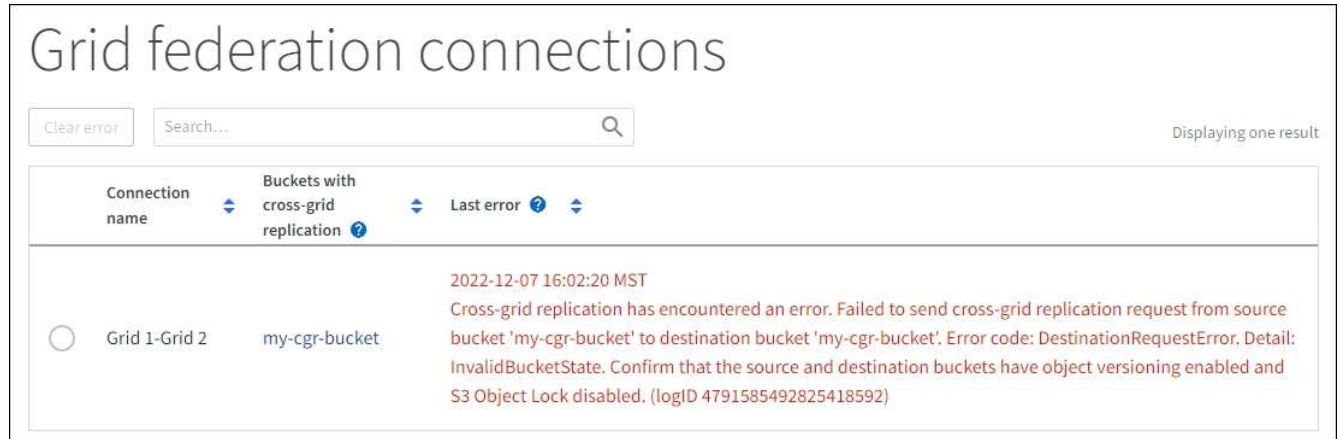 Grid federation connections
Clear error
Search...
Displaying one result
Connection
name
Buckets with
cross-grid
replication
Last error
2022-12-07 16:02:20 MST
Cross-grid replication has encountered an error. Failed to send cross-grid replication request from source
Grid 1-Grid 2
my-cgr-bucket
bucket 'my-cgr-bucket' to destination bucket 'my-cgr-bucket'. Error code: DestinationRequestError. Detail:
InvalidBucketState. Confirm that the source and destination buckets have object versioning enabled and
S3 Object Lock disabled. (logID 4791585492825418592)